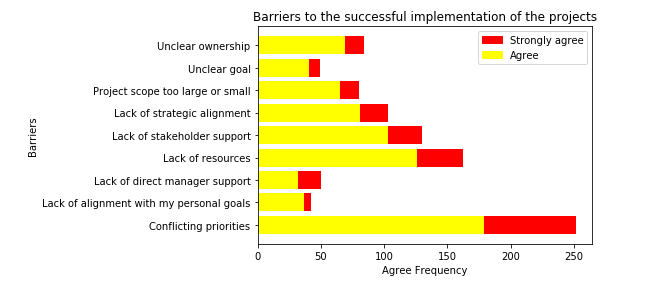 Barriers to the successful implementation of the projects
Strongly agree
Agree
Barriers
Unclear ownership
Unclear goal
Project scope too large or small
Lack of strategic alignment
Lack of stakeholder support
Lack of resources
Lack of direct manager support
Lack of alignment with my personal goals
Conflicting priorities
0 50 100 150 200 250
Agree Frequency